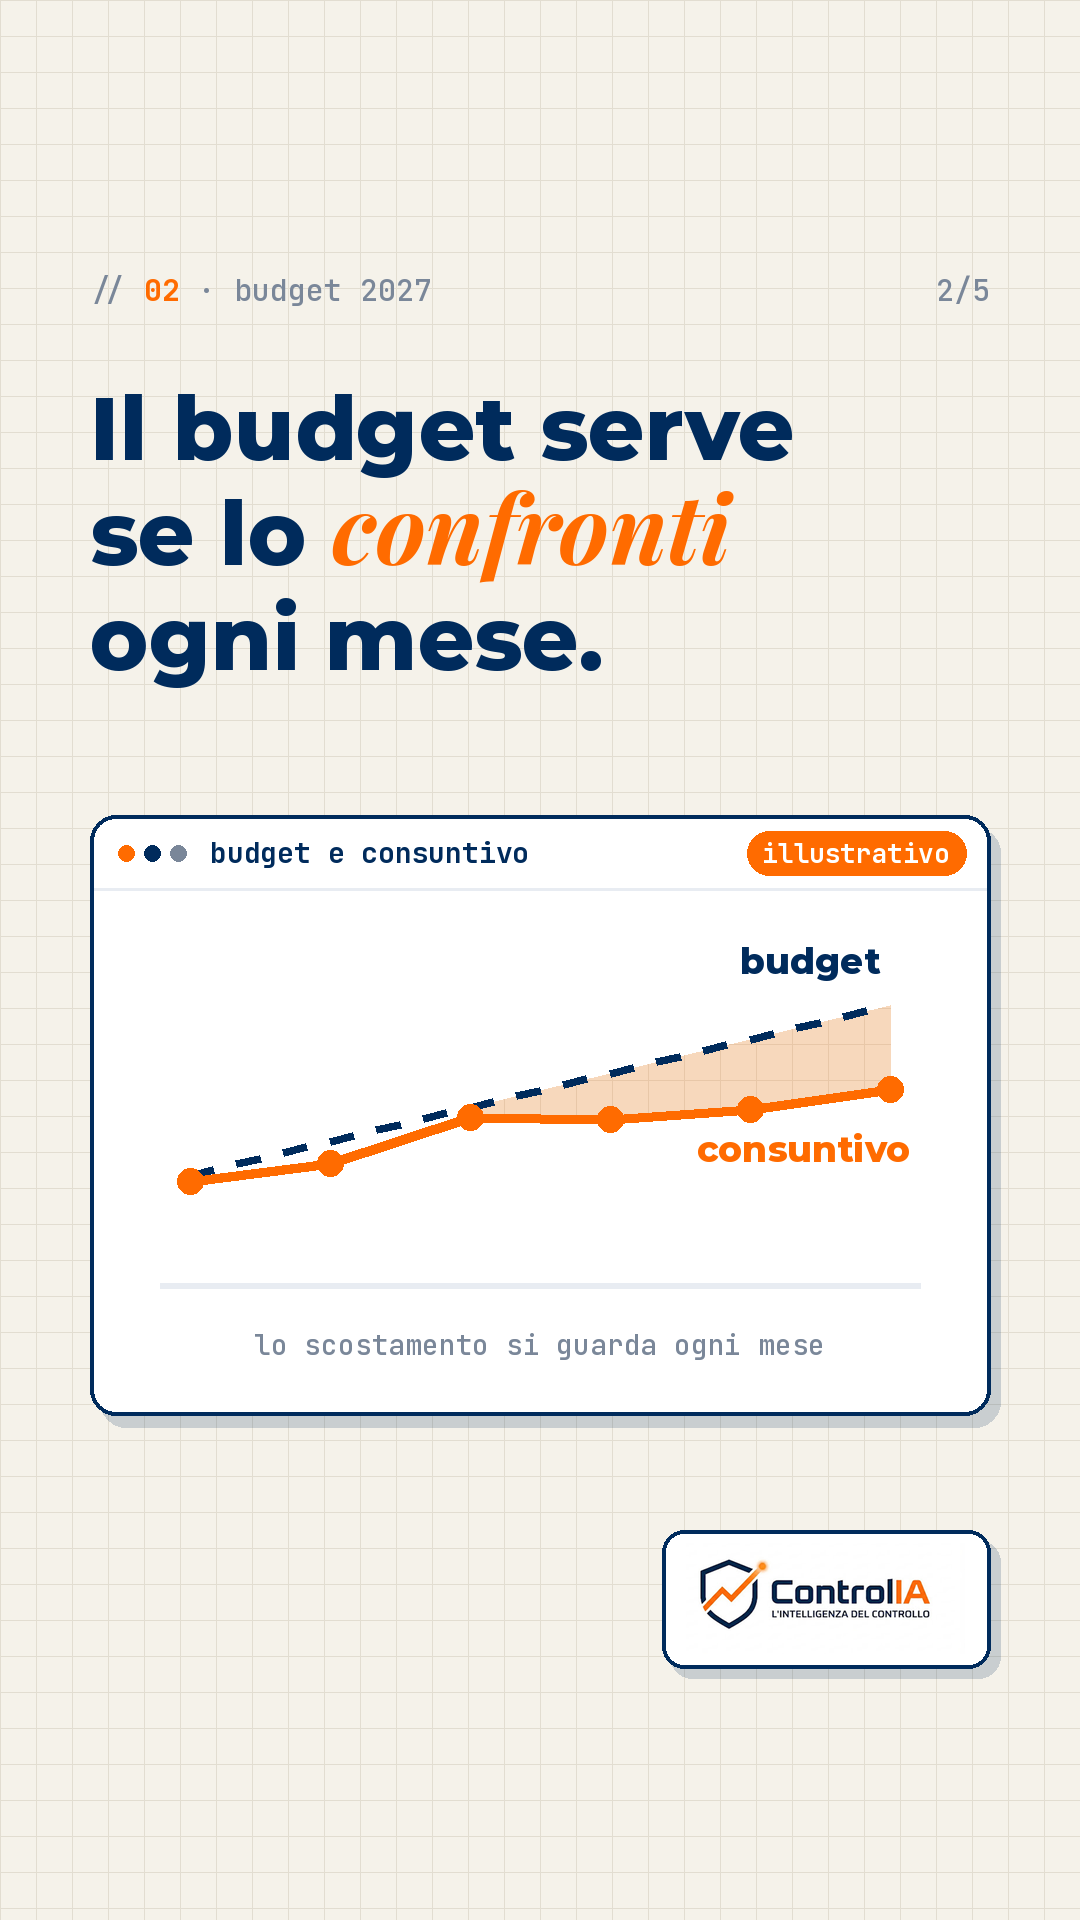 // 02 · budget 2027
2/5
Il budget serve
se lo confronti
ogni mese.
budget e consuntivo
illustrativo
budget
consuntivo
lo scostamento si guarda ogni mese
ControlIA
L'INTELLIGENZA DEL CONTROLLO